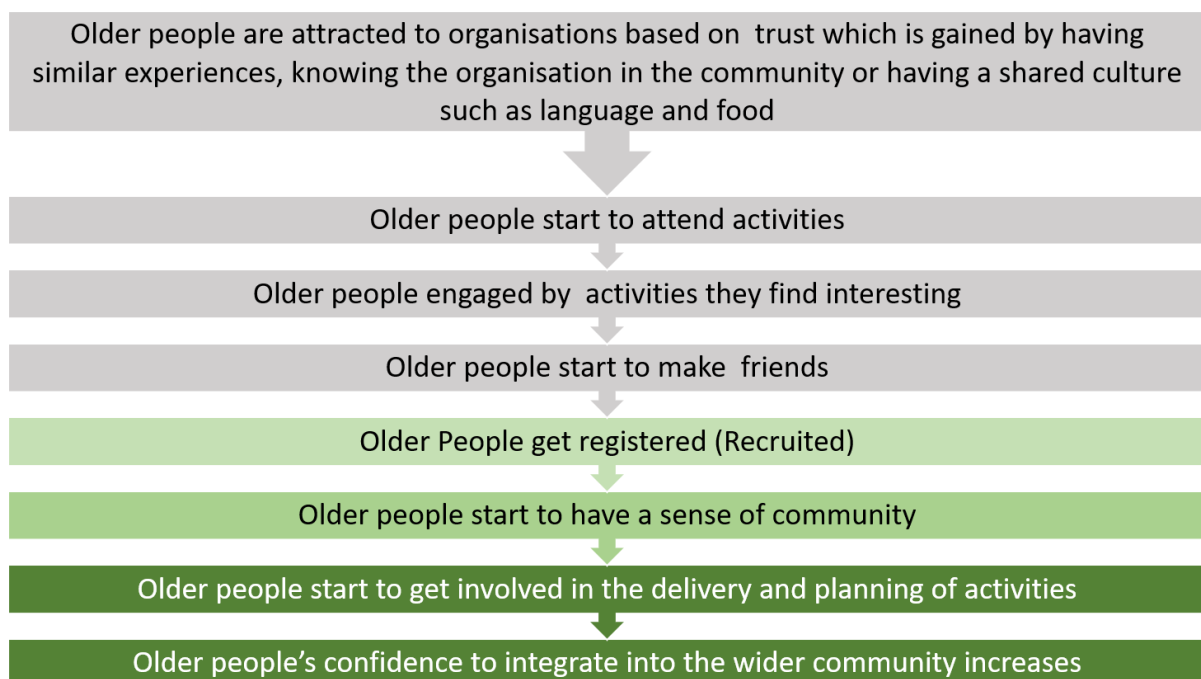 Older people are attracted to organisations based on  trust which is gained by having
similar experiences, knowing the organisation in the community or having a shared culture
such as language and food
Older people start to attend activities
Older people engaged by  activities they find interesting
Older people start to make  friends
Older People get registered (Recruited)
Older people start to have a sense of community
Older people start to get involved in the delivery and planning of activities
Older people’s confidence to integrate into the wider community increases